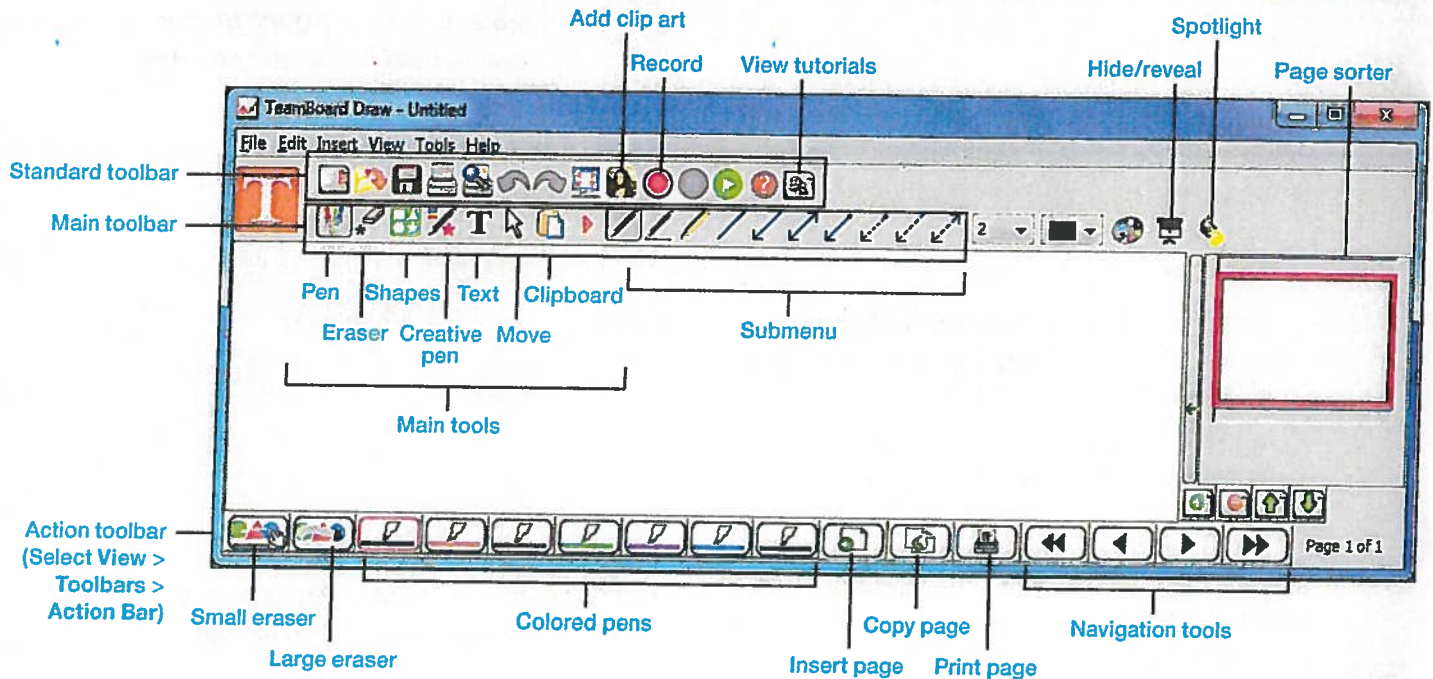 Add clip art
Spotlight
Record
View tutorials
Hide/reveal
Page sorter
TeamBoard Draw - Untitled
File Edit Insert View Tools Help
Standard toolbar
T
Main toolbar
T
2
Pen
Shapes
Text
Clipboard
Eraser
Creative
pen
Move
Submenu
Main tools
Action toolbar
(Select View >
Toolbars >
Action Bar)
Page 1 of 1
Small eraser
Colored pens
Copy page
Navigation tools
Large eraser
Insert page
Print page